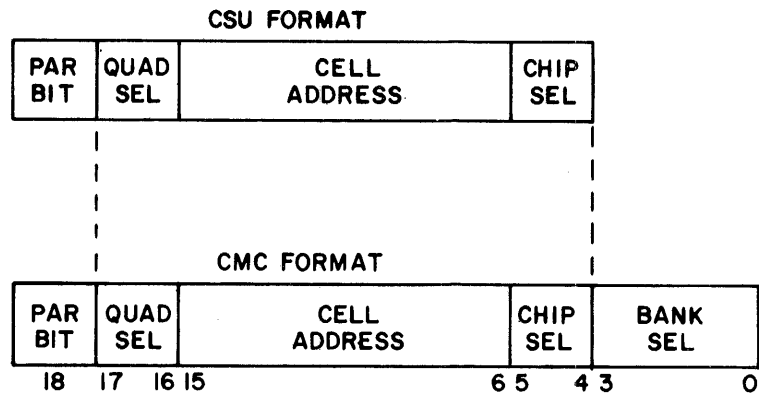 CSU FORMAT
PAR BIT
QUAD SEL
CELL ADDRESS
CHIP SEL
CMC FORMAT
PAR BIT
QUAD SEL
CELL ADDRESS
CHIP SEL
BANK SEL
18 17 16 15 6 5 4 3 0